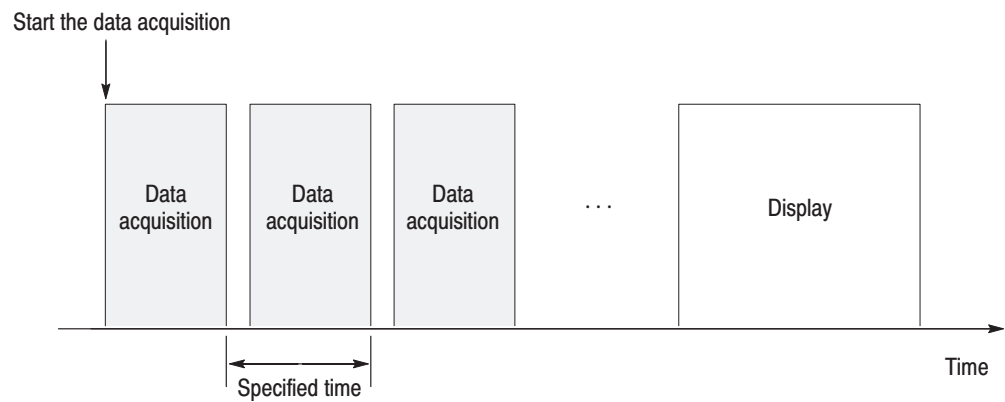 Start the data acquisition
Data
acquisition
Data
acquisition
Data
acquisition
. . .
Display
Time
Specified time